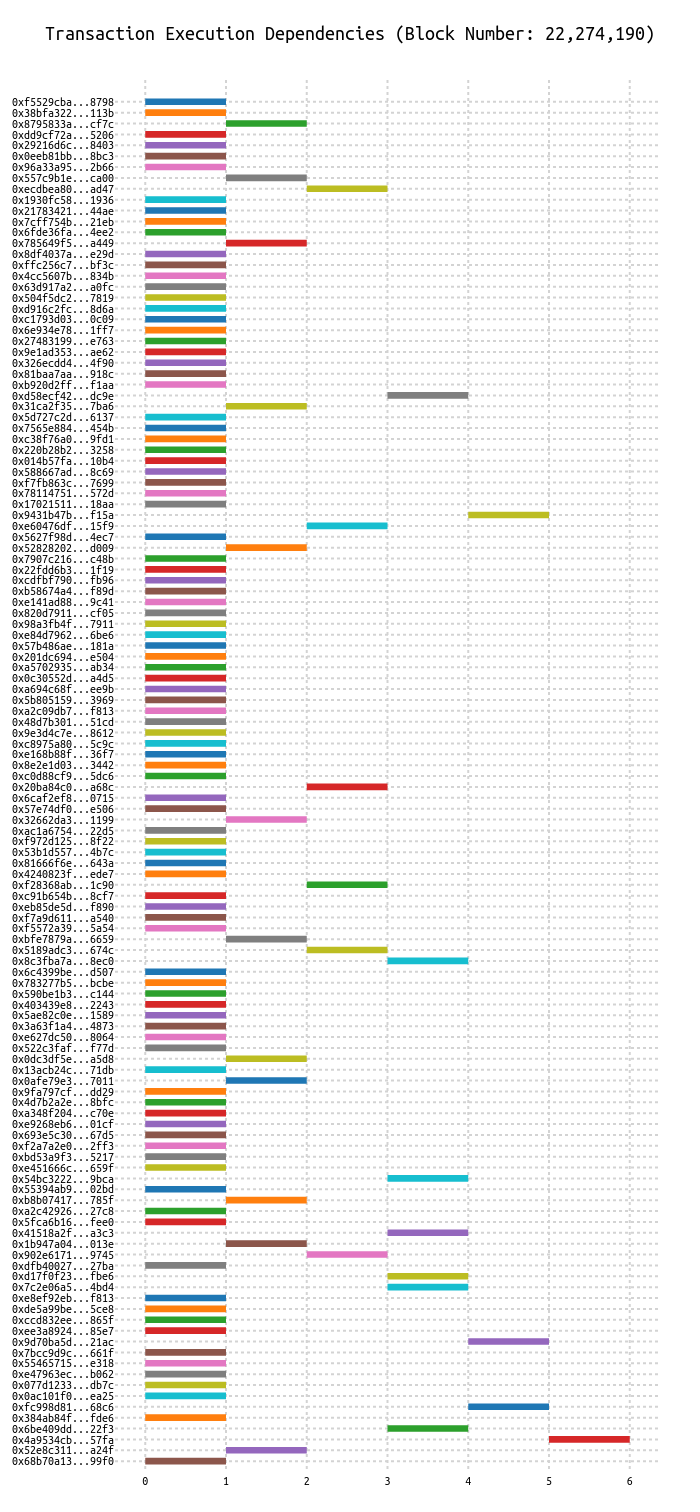 Transaction Execution Dependencies (Block Number: 22,274,190)
0xf5529cba...8798
0x38bfa322...113b
0x8795833a...cf7c
0xdd9cf72a...5206
0x29216d6c...8403
0x0eeb81bb...8bc3
0x96a33a95...2b66
0x557c9b1e...ca00
0xecdbea80...ad47
0x1930fc58...1936
0x21783421...44ae
0x7cff754b...21eb
0x6fde36fa...4ee2
0x785649f5...a449
0x8df4037a...e29d
0xffc256c7...bf3c
0x4cc5607b...834b
0x63d917a2...a0fc
0x504f5dc2...7819
0xd916c2fc...8d6a
0xc1793d03...0c09
0x6e934e78...1ff7
0x27483199...e763
0x9e1ad353...ae62
0x326ecdd4...4f90
0x81baa7aa...918c
0xb920d2ff...f1aa
0xd58ecf42...dc9e
0x31ca2f35...7ba6
0x5d727c2d...6137
0x7565e884...454b
0xc38f76a0...9fd1
0x220b28b2...3258
0x014b57fa...10b4
0x588667ad...8c69
0xf7fb863c...7699
0x78114751...572d
0x17021511...18aa
0x9431b47b...f15a
0xe60476df...15f9
0x5627f98d...4ec7
0x52828202...d009
0x7907c216...c48b
0x22fdd6b3...1f19
0xcdfbf790...fb96
0xb58674a4...f89d
0xe141ad88...9c41
0x820d7911...cf05
0x98a3fb4f...7911
0xe84d7962...6be6
0x57b486ae...181a
0x201dc694...e504
0xa5702935...ab34
0x0c30552d...a4d5
0xa694c68f...ee9b
0x5b805159...3969
0xa2c09db7...f813
0x48d7b301...51cd
0x9e3d4c7e...8612
0xc8975a80...5c9c
0xe168b88f...36f7
0x8e2e1d03...3442
0xc0d88cf9...5dc6
0x20ba84c0...a68c
0x6caf2ef8...0715
0x57e74df0...e506
0x32662da3...1199
0xac1a6754...22d5
0xf972d125...8f22
0x53b1d557...4b7c
0x81666f6e...643a
0x4240823f...ede7
0xf28368ab...1c90
0xc91b654b...8cf7
0xeb85de5d...f890
0xf7a9d611...a540
0xf5572a39...5a54
0xbfe7879a...6659
0x5189adc3...674c
0x8c3fba7a...8ec0
0x6c4399be...d507
0x783277b5...bcbe
0x590be1b3...c144
0x403439e8...2243
0x5ae82c0e...1589
0x3a63f1a4...4873
0xe627dc50...8064
0x522c3faf...f77d
0x0dc3df5e...a5d8
0x13acb24c...71db
0x0afe79e3...7011
0x9fa797cf...dd29
0x4d7b2a2e...8bfc
0xa348f204...c70e
0xe9268eb6...01cf
0x693e5c30...67d5
0xf2a7a2e0...2ff3
0xbd53a9f3...5217
0xe451666c...659f
0x54bc3222...9bca
0x55394ab9...02bd
0xb8b07417...785f
0xa2c42926...27c8
0x5fca6b16...fee0
0x41518a2f...a3c3
0x1b947a04...013e
0x902e6171...9745
0xdfb40027...27ba
0xd17f0f23...fbe6
0x7c2e06a5...4bd4
0xe8ef92eb...f813
0xde5a99be...5ce8
0xccd832ee...865f
0xee3a8924...85e7
0x9d70ba5d...21ac
0x7bcc9d9c...661f
0x55465715...e318
0xe47963ec...b062
0x077d1233...db7c
0x0ac101f0...ea25
0xfc998d81...68c6
0x384ab84f...fde6
0x6be409dd...22f3
0x4a9534cb...57fa
0x52e8c311...a24f
0x68b70a13...99f0
0 1 2 3 4 5 6